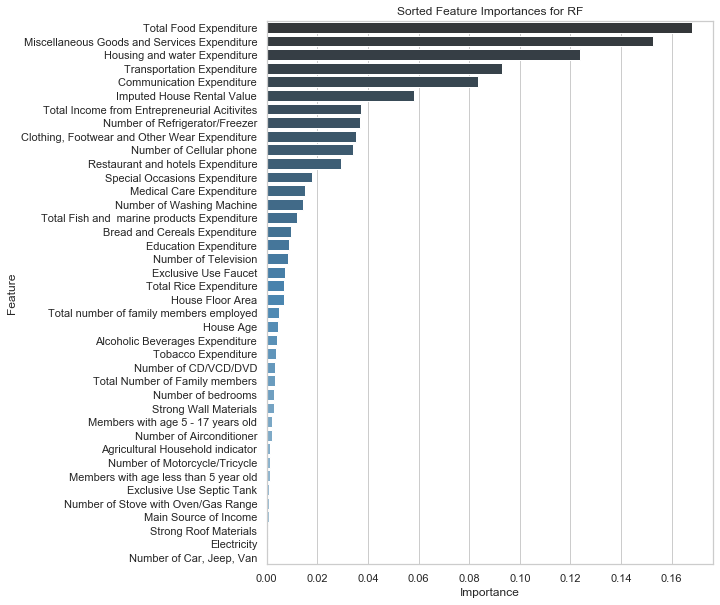 Sorted Feature Importances for RF
Total Food Expenditure
Miscellaneous Goods and Services Expenditure
Housing and water Expenditure
Transportation Expenditure
Communication Expenditure
Imputed House Rental Value
Total Income from Entrepreneurial Acitivites
Number of Refrigerator/Freezer
Clothing, Footwear and Other Wear Expenditure
Number of Cellular phone
Restaurant and hotels Expenditure
Special Occasions Expenditure
Medical Care Expenditure
Number of Washing Machine
Total Fish and  marine products Expenditure
Bread and Cereals Expenditure
Education Expenditure
Number of Television
Exclusive Use Faucet
Total Rice Expenditure
House Floor Area
Total number of family members employed
House Age
Alcoholic Beverages Expenditure
Tobacco Expenditure
Number of CD/VCD/DVD
Total Number of Family members
Number of bedrooms
Strong Wall Materials
Members with age 5 - 17 years old
Number of Airconditioner
Agricultural Household indicator
Number of Motorcycle/Tricycle
Members with age less than 5 year old
Exclusive Use Septic Tank
Number of Stove with Oven/Gas Range
Main Source of Income
Strong Roof Materials
Electricity
Number of Car, Jeep, Van
Feature
0.00 0.02 0.04 0.06 0.08 0.10 0.12 0.14 0.16
Importance